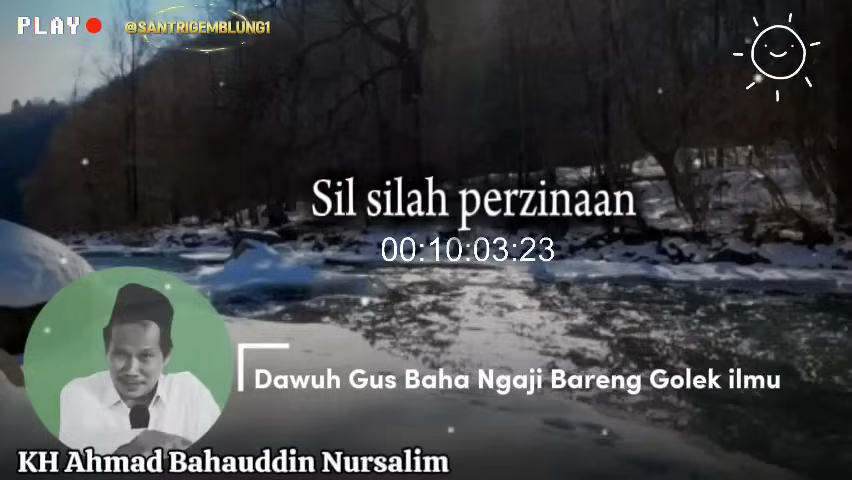 PLAY
@SANTRIGEMBLUNG1
Sil silah perzinaan
00:10:03:23
Dawuh Gus Baha Ngaji Bareng Golek ilmu
KH Ahmad Bahauddin Nursalim